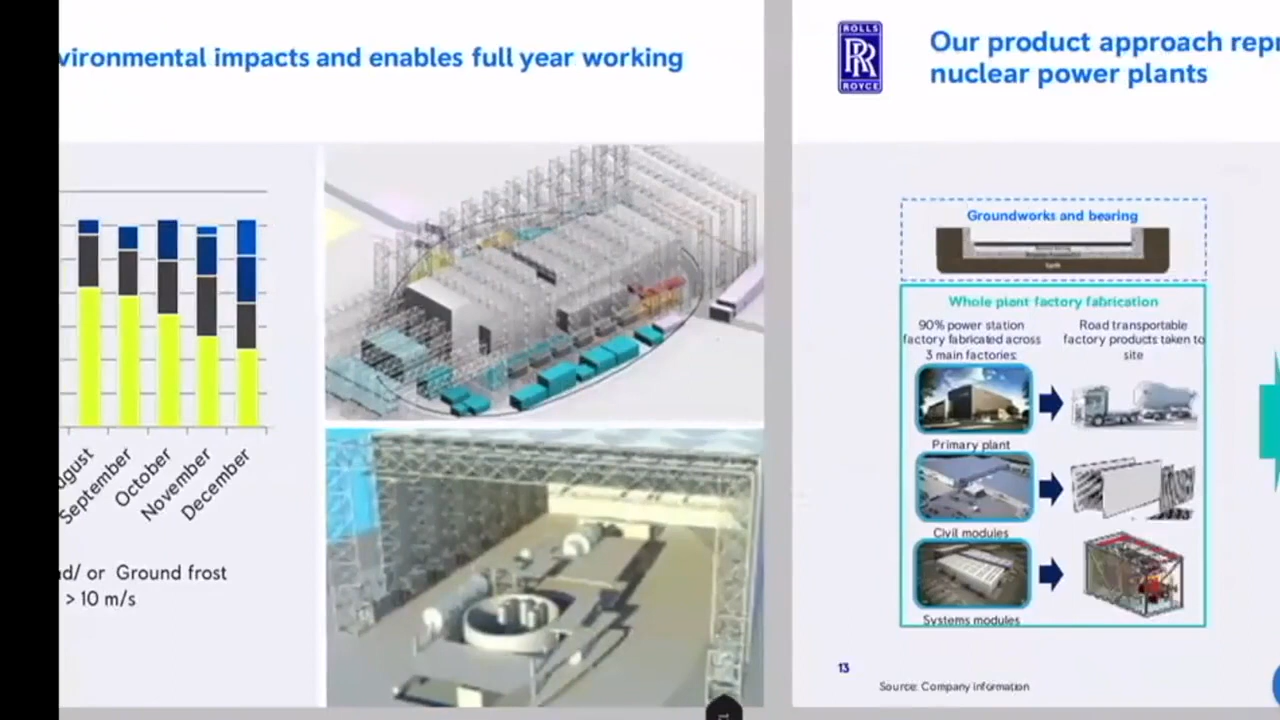 vironmental impacts and enables full year working
ugust
September
October
November
December
nd/ or Ground frost
> 10 m/s
ROLLS
RR
ROYCE
Our product approach repr
nuclear power plants
Groundworks and bearing
Whole plant factory fabrication
90% power station
factory fabricated across
3 main factories:
Road transportable
factory products taken to
site
Primary plant
Civil modules
Systems modules
13
Source: Company information